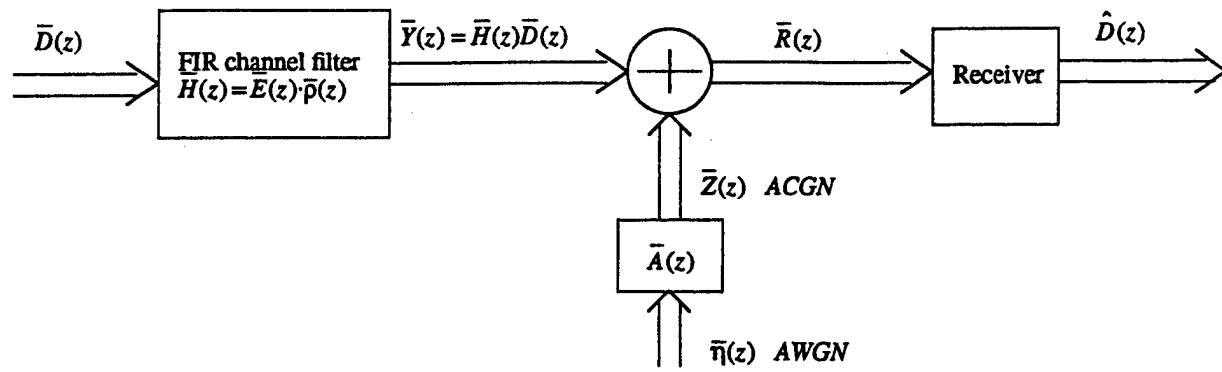 D̅(z)
FIR channel filter
H̅(z) = E̅(z)·ρ̅(z)
Y̅(z) = H̅(z)D̅(z)
R̅(z)
Receiver
D̂(z)
Z̅(z) ACGN
A̅(z)
η̅(z) AWGN